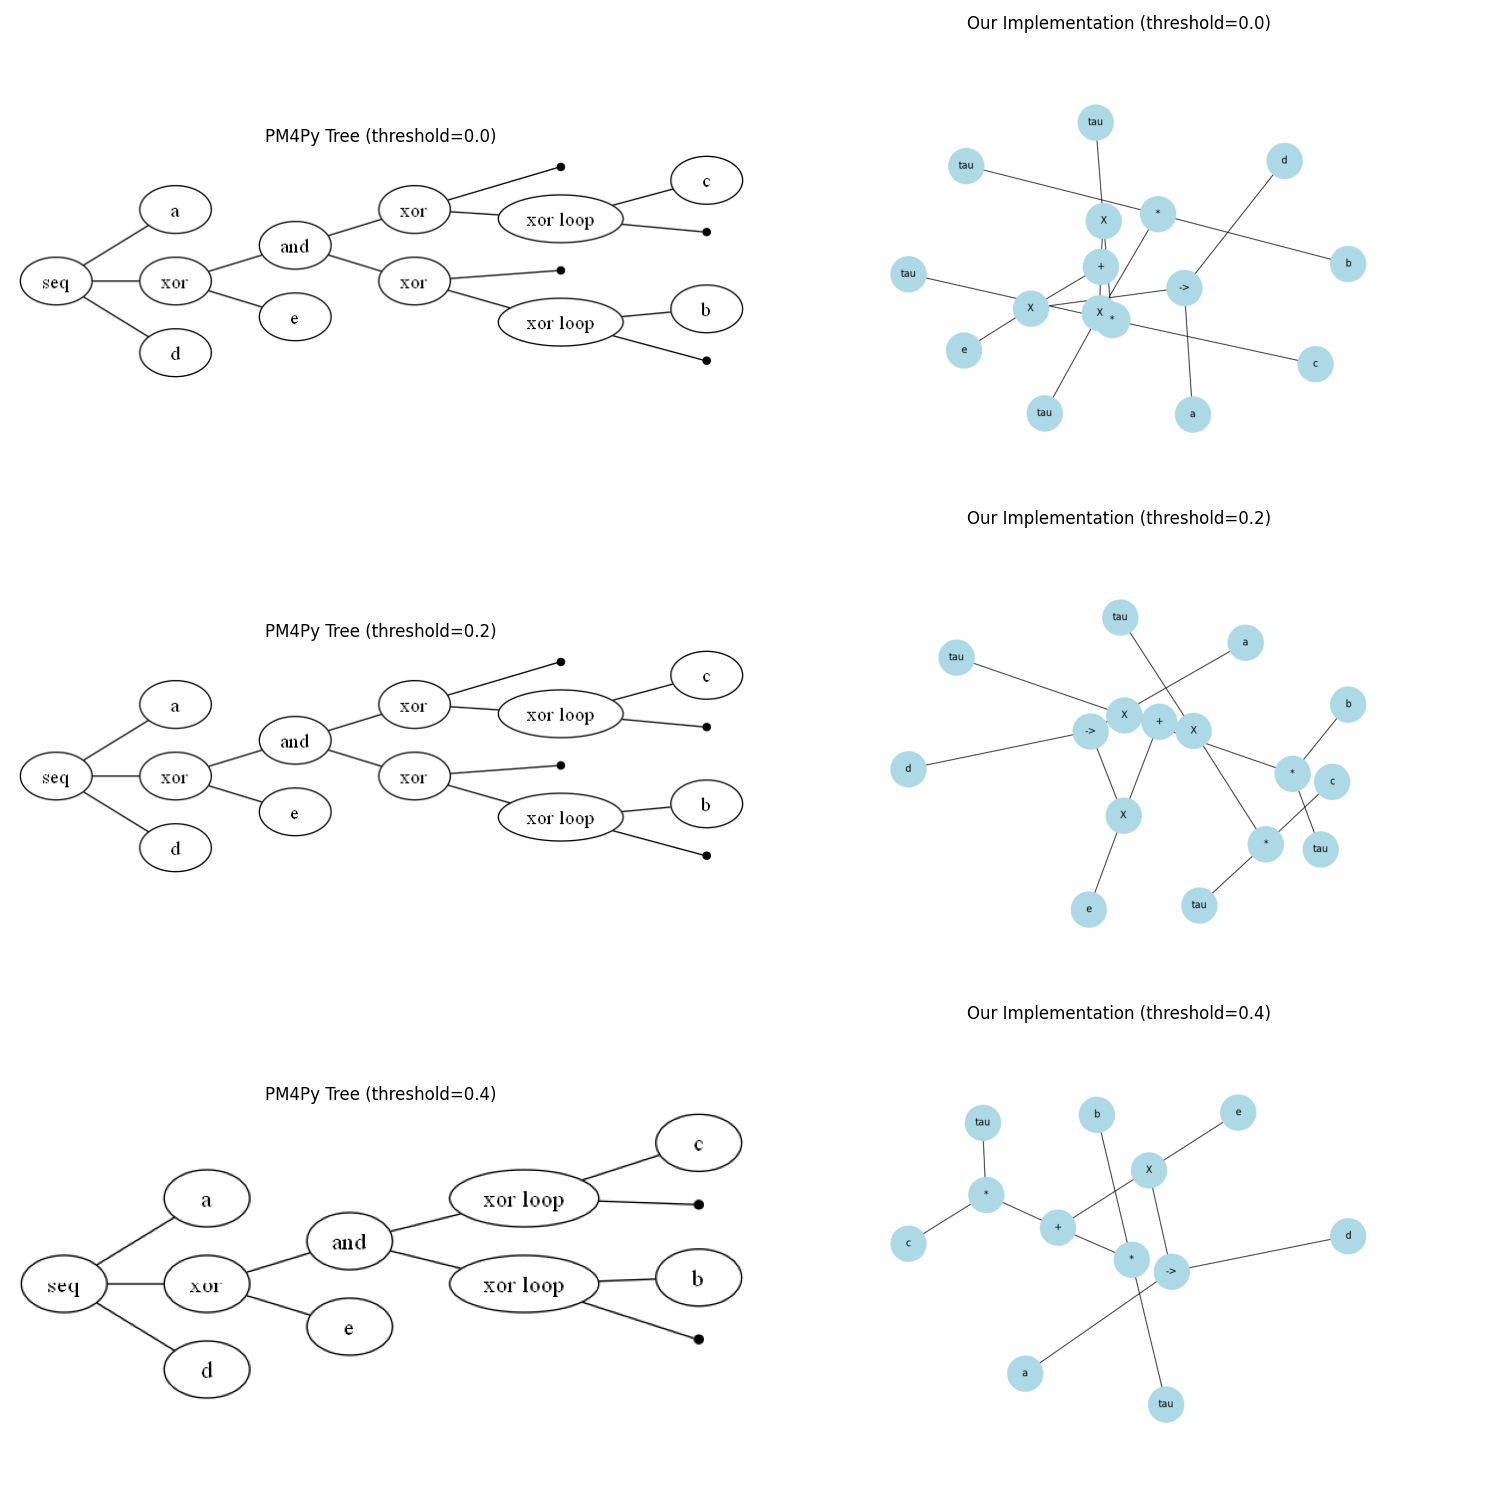 Our Implementation (threshold=0.0)
PM4Py Tree (threshold=0.0)
c
xor
a
xor loop
and
seq
xor
xor
b
e
xor loop
d
tau
tau
d
X
*
b
tau
+
->
X
X
*
e
c
tau
a
Our Implementation (threshold=0.2)
PM4Py Tree (threshold=0.2)
c
xor
a
xor loop
and
seq
xor
xor
b
e
xor loop
d
tau
a
tau
b
X
+
->
X
d
*
c
X
*
tau
tau
e
Our Implementation (threshold=0.4)
PM4Py Tree (threshold=0.4)
c
a
xor loop
and
seq
xor
xor loop
b
e
d
tau
b
e
X
*
+
c
d
*
->
a
tau